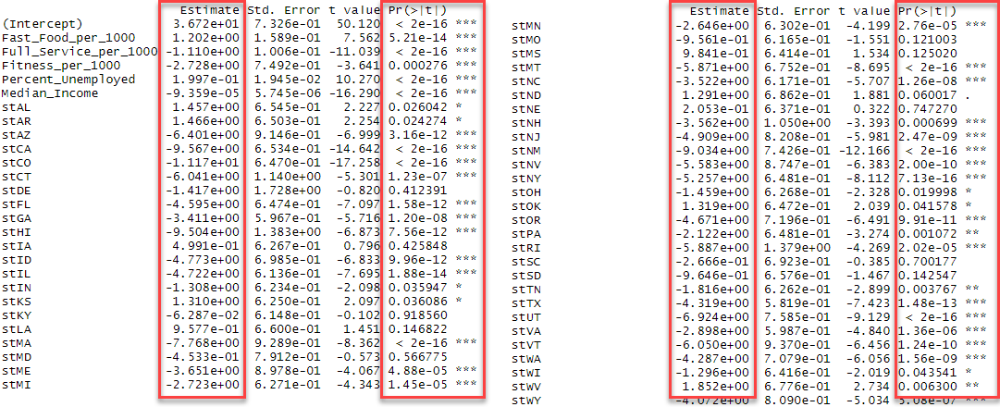 Estimate Std. Error t value Pr(>|t|)
(Intercept) 3.672e+01 7.326e-01 50.120 < 2e-16 ***
Fast_Food_per_1000 1.202e+00 1.589e-01 7.562 5.21e-14 ***
Full_Service_per_1000 -1.110e+00 1.006e-01 -11.039 < 2e-16 ***
Fitness_per_1000 -2.728e+00 7.492e-01 -3.641 0.000276 ***
Percent_Unemployed 1.997e-01 1.945e-02 10.270 < 2e-16 ***
Median_Income -9.359e-05 5.745e-06 -16.290 < 2e-16 ***
stAL 1.457e+00 6.545e-01 2.227 0.026042 *
stAR 1.466e+00 6.503e-01 2.254 0.024274 *
stAZ -6.401e+00 9.146e-01 -6.999 3.16e-12 ***
stCA -9.567e+00 6.534e-01 -14.642 < 2e-16 ***
stCO -1.117e+01 6.470e-01 -17.258 < 2e-16 ***
stCT -6.041e+00 1.140e+00 -5.301 1.23e-07 ***
stDE -1.417e+00 1.728e+00 -0.820 0.412391
stFL -4.595e+00 6.474e-01 -7.097 1.58e-12 ***
stGA -3.411e+00 5.967e-01 -5.716 1.20e-08 ***
stHI -9.504e+00 1.383e+00 -6.873 7.56e-12 ***
stIA 4.991e-01 6.267e-01 0.796 0.425848
stID -4.773e+00 6.985e-01 -6.833 9.96e-12 ***
stIL -4.722e+00 6.136e-01 -7.695 1.88e-14 ***
stIN -1.308e+00 6.234e-01 -2.098 0.035947 *
stKS 1.310e+00 6.250e-01 2.097 0.036086 *
stKY -6.287e-02 6.148e-01 -0.102 0.918560
stLA 9.577e-01 6.600e-01 1.451 0.146822
stMA -7.768e+00 9.289e-01 -8.362 < 2e-16 ***
stMD -4.533e-01 7.912e-01 -0.573 0.566775
stME -3.651e+00 8.978e-01 -4.067 4.88e-05 ***
stMI -2.723e+00 6.271e-01 -4.343 1.45e-05 ***
Estimate Std. Error t value Pr(>|t|)
stMN -2.646e+00 6.302e-01 -4.199 2.76e-05 ***
stMO -9.561e-01 6.165e-01 -1.551 0.121003
stMS 9.841e-01 6.414e-01 1.534 0.125020
stMT -5.871e+00 6.752e-01 -8.695 < 2e-16 ***
stNC -3.522e+00 6.171e-01 -5.707 1.26e-08 ***
stND 1.291e+00 6.862e-01 1.881 0.060017 .
stNE 2.053e-01 6.371e-01 0.322 0.747270
stNH -3.562e+00 1.050e+00 -3.393 0.000699 ***
stNJ -4.909e+00 8.208e-01 -5.981 2.47e-09 ***
stNM -9.034e+00 7.426e-01 -12.166 < 2e-16 ***
stNV -5.583e+00 8.747e-01 -6.383 2.00e-10 ***
stNY -5.257e+00 6.481e-01 -8.112 7.13e-16 ***
stOH -1.459e+00 6.268e-01 -2.328 0.019998 *
stOK 1.319e+00 6.472e-01 2.039 0.041578 *
stOR -4.671e+00 7.196e-01 -6.491 9.91e-11 ***
stPA -2.122e+00 6.481e-01 -3.274 0.001072 **
stRI -5.887e+00 1.379e+00 -4.269 2.02e-05 ***
stSC -2.666e-01 6.923e-01 -0.385 0.700177
stSD -9.646e-01 6.576e-01 -1.467 0.142547
stTN -1.816e+00 6.262e-01 -2.899 0.003767 **
stTX -4.319e+00 5.819e-01 -7.423 1.48e-13 ***
stUT -6.924e+00 7.585e-01 -9.129 < 2e-16 ***
stVA -2.898e+00 5.987e-01 -4.840 1.36e-06 ***
stVT -6.050e+00 9.370e-01 -6.456 1.24e-10 ***
stWA -4.287e+00 7.079e-01 -6.056 1.56e-09 ***
stWI -1.296e+00 6.416e-01 -2.019 0.043541 *
stWV 1.852e+00 6.776e-01 2.734 0.006300 **
stWY -4.072e+00 8.090e-01 -5.034 5.08e-07 ***